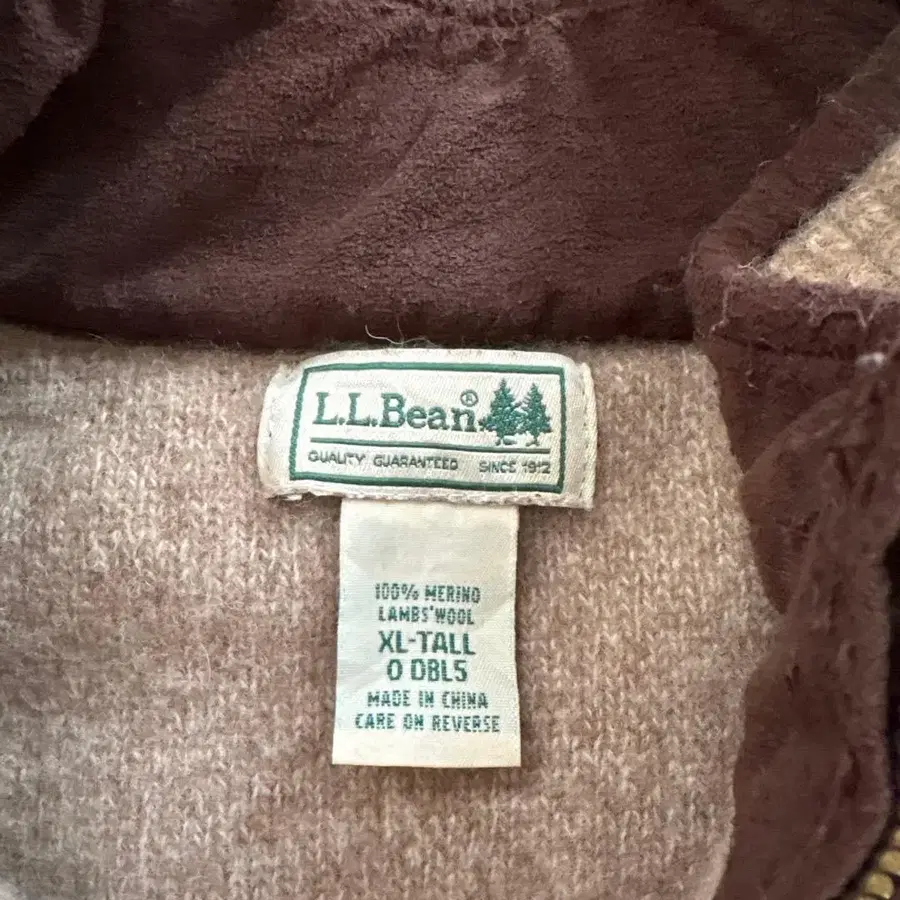 L.L.Bean®
QUALITY GUARANTEED SINCE 1912
100% MERINO
LAMBS' WOOL
XL-TALL
0 DBL5
MADE IN CHINA
CARE ON REVERSE